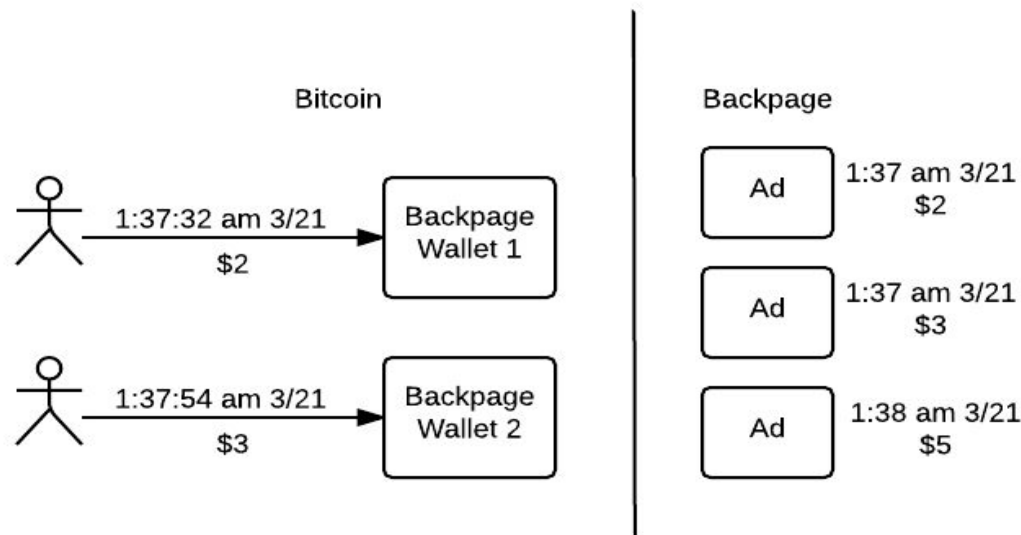 Bitcoin
1:37:32 am 3/21
$2
Backpage
Wallet 1
1:37:54 am 3/21
$3
Backpage
Wallet 2
Backpage
Ad
1:37 am 3/21
$2
Ad
1:37 am 3/21
$3
Ad
1:38 am 3/21
$5